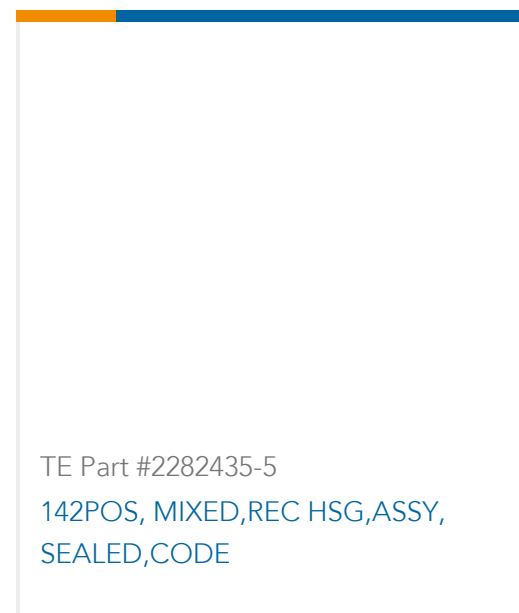 TE Part #2282435-5
142POS, MIXED,REC HSG,ASSY,
SEALED,CODE